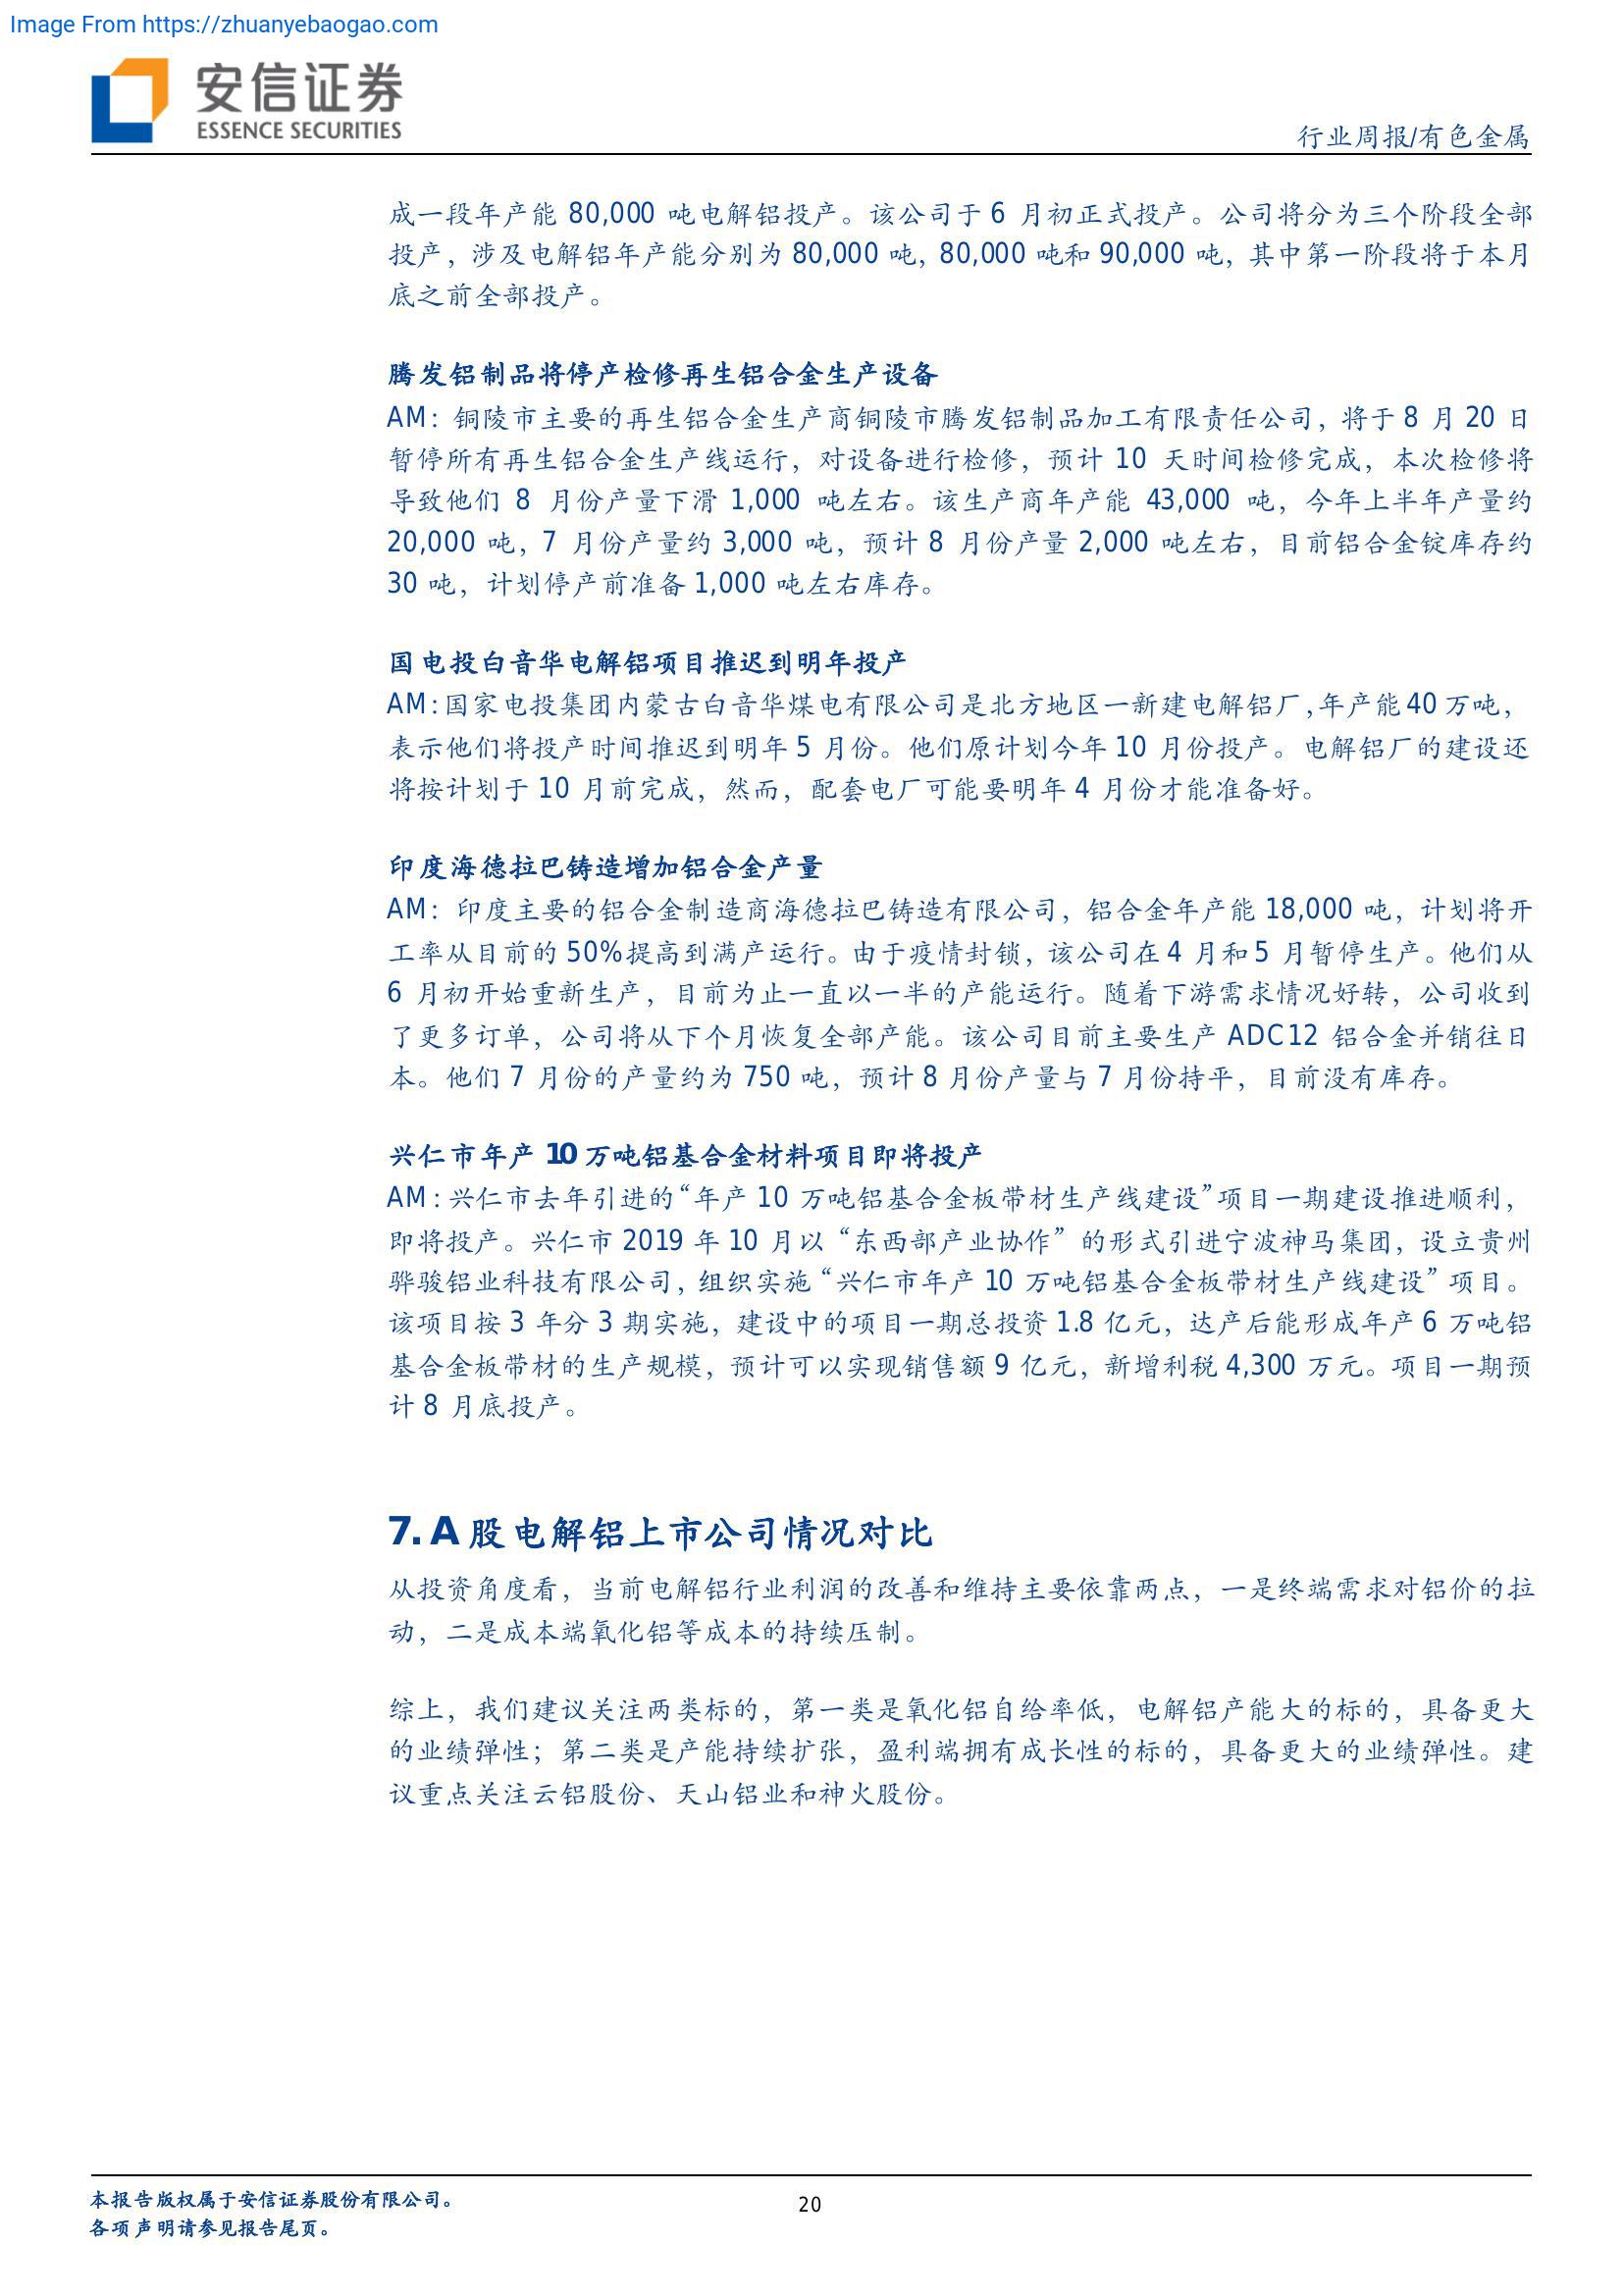 Image From https://zhuanyebaogao.com
安信证券
ESSENCE SECURITIES
行业周报/有色金属
成一段年产能 80,000 吨电解铝投产。该公司于 6 月初正式投产。公司将分为三个阶段全部
投产，涉及电解铝年产能分别为 80,000 吨，80,000 吨和 90,000 吨，其中第一阶段将于本月
底之前全部投产。
腾发铝制品将停产检修再生铝合金生产设备
AM：铜陵市主要的再生铝合金生产商铜陵市腾发铝制品加工有限责任公司，将于 8 月 20 日
暂停所有再生铝合金生产线运行，对设备进行检修，预计 10 天时间检修完成，本次检修将
导致他们 8 月份产量下滑 1,000 吨左右。该生产商年产能 43,000 吨，今年上半年产量约
20,000 吨，7 月份产量约 3,000 吨，预计 8 月份产量 2,000 吨左右，目前铝合金锭库存约
30 吨，计划停产前准备 1,000 吨左右库存。
国电投白音华电解铝项目推迟到明年投产
AM：国家电投集团内蒙古白音华煤电有限公司是北方地区一新建电解铝厂，年产能 40 万吨，
表示他们将投产时间推迟到明年 5 月份。他们原计划今年 10 月份投产。电解铝厂的建设还
将按计划于 10 月前完成，然而，配套电厂可能要明年 4 月份才能准备好。
印度海德拉巴铸造增加铝合金产量
AM：印度主要的铝合金制造商海德拉巴铸造有限公司，铝合金年产能 18,000 吨，计划将开
工率从目前的 50%提高到满产运行。由于疫情封锁，该公司在 4 月和 5 月暂停生产。他们从
6 月初开始重新生产，目前为止一直以一半的产能运行。随着下游需求情况好转，公司收到
了更多订单，公司将从下个月恢复全部产能。该公司目前主要生产 ADC12 铝合金并销往日
本。他们 7 月份的产量约为 750 吨，预计 8 月份产量与 7 月份持平，目前没有库存。
兴仁市年产 10 万吨铝基合金材料项目即将投产
AM：兴仁市去年引进的“年产 10 万吨铝基合金板带材生产线建设”项目一期建设推进顺利，
即将投产。兴仁市 2019 年 10 月以“东西部产业协作”的形式引进宁波神马集团，设立贵州
骅骏铝业科技有限公司，组织实施“兴仁市年产 10 万吨铝基合金板带材生产线建设”项目。
该项目按 3 年分 3 期实施，建设中的项目一期总投资 1.8 亿元，达产后能形成年产 6 万吨铝
基合金板带材的生产规模，预计可以实现销售额 9 亿元，新增利税 4,300 万元。项目一期预
计 8 月底投产。
7. A 股电解铝上市公司情况对比
从投资角度看，当前电解铝行业利润的改善和维持主要依靠两点，一是终端需求对铝价的拉
动，二是成本端氧化铝等成本的持续压制。
综上，我们建议关注两类标的，第一类是氧化铝自给率低，电解铝产能大的标的，具备更大
的业绩弹性；第二类是产能持续扩张，盈利端拥有成长性的标的，具备更大的业绩弹性。建
议重点关注云铝股份、天山铝业和神火股份。
本报告版权属于安信证券股份有限公司。
20
各项声明请参见报告尾页。